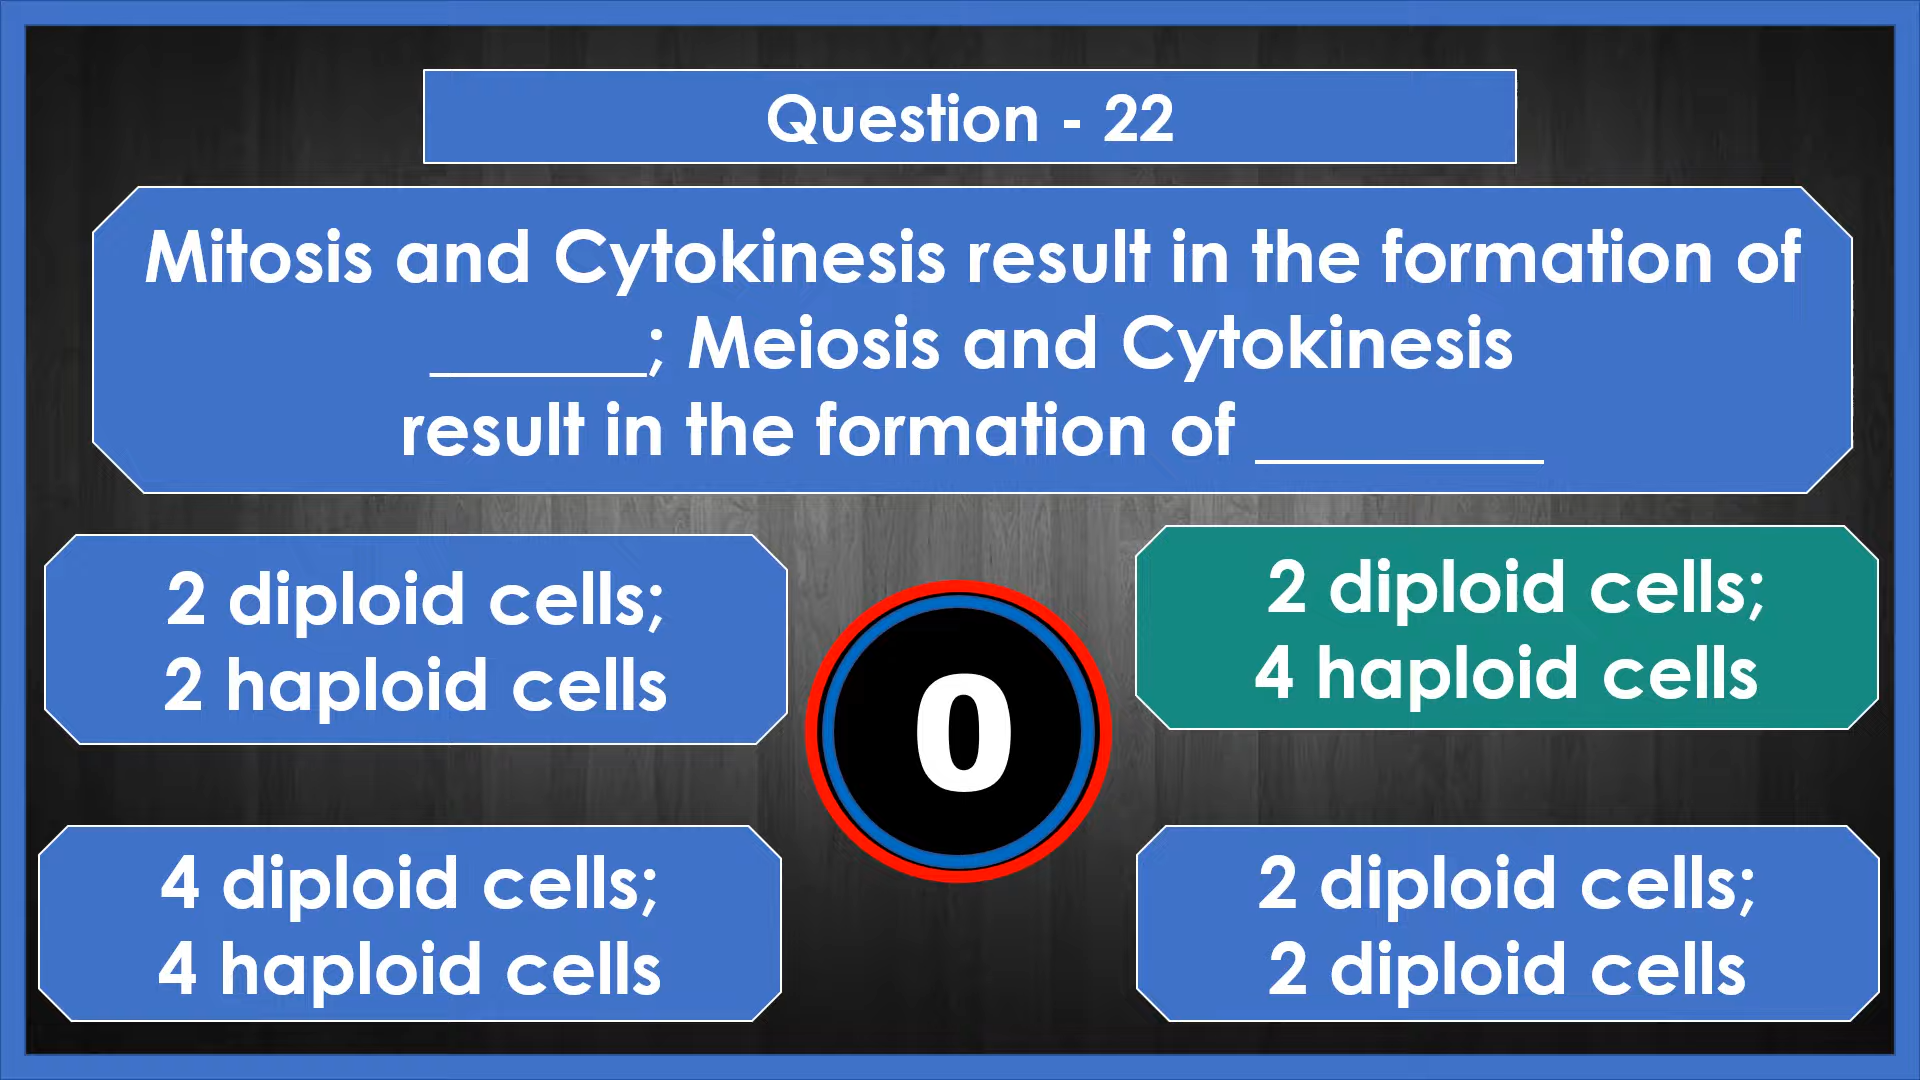 Question - 22
Mitosis and Cytokinesis result in the formation of
______; Meiosis and Cytokinesis
result in the formation of ________
2 diploid cells;
2 haploid cells
2 diploid cells;
4 haploid cells
0
4 diploid cells;
4 haploid cells
2 diploid cells;
2 diploid cells